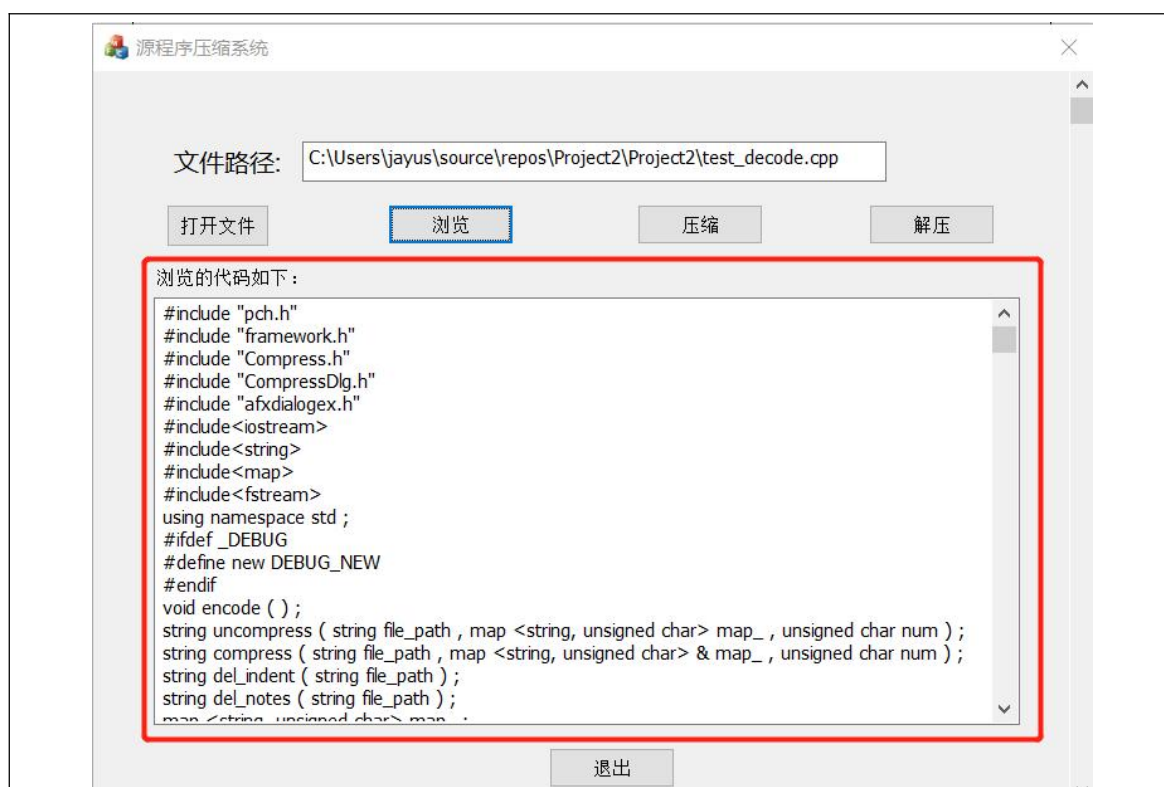 源程序压缩系统
文件路径: C:\Users\jayus\source\repos\Project2\Project2\test_decode.cpp
打开文件 浏览 压缩 解压
浏览的代码如下：
#include "pch.h"
#include "framework.h"
#include "Compress.h"
#include "CompressDlg.h"
#include "afxdialogex.h"
#include<iostream>
#include<string>
#include<map>
#include<fstream>
using namespace std ;
#ifdef _DEBUG
#define new DEBUG_NEW
#endif
void encode ( ) ;
string uncompress ( string file_path , map <string, unsigned char> map_ , unsigned char num ) ;
string compress ( string file_path , map <string, unsigned char> & map_ , unsigned char num ) ;
string del_indent ( string file_path ) ;
string del_notes ( string file_path ) ;
map <string, unsigned char> map_ ;
退出